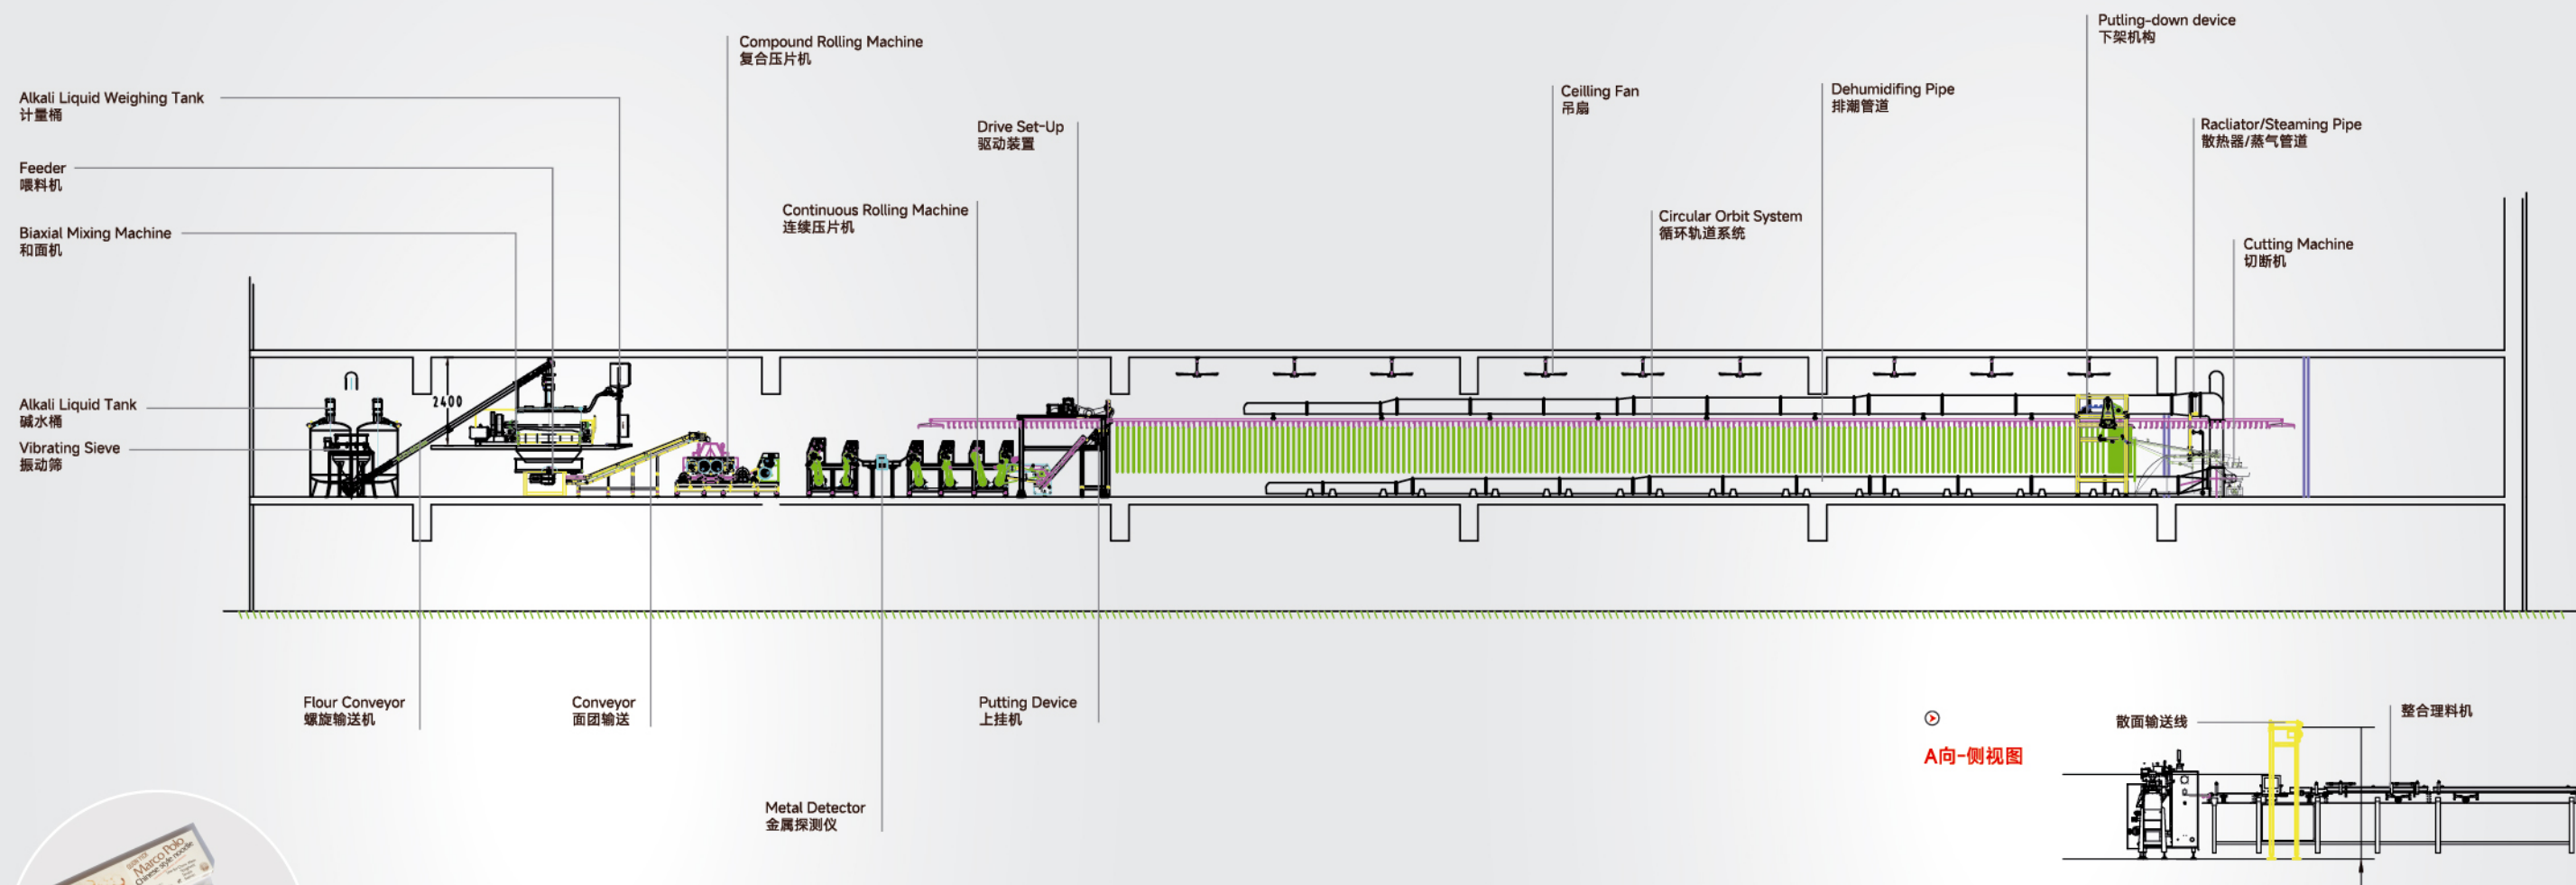 Putling-down device
下架机构
Compound Rolling Machine
复合压片机
Ceilling Fan
吊扇
Dehumidifing Pipe
排潮管道
Alkali Liquid Weighing Tank
计量桶
Drive Set-Up
驱动装置
Racliator/Steaming Pipe
散热器/蒸气管道
Feeder
喂料机
Continuous Rolling Machine
连续压片机
Circular Orbit System
循环轨道系统
Biaxial Mixing Machine
和面机
Cutting Machine
切断机
2400
Alkali Liquid Tank
碱水桶
Vibrating Sieve
振动筛
Flour Conveyor
螺旋输送机
Conveyor
面团输送
Putting Device
上挂机
Metal Detector
金属探测仪
A向-侧视图
散面输送线
整合理料机
Marco Polo
Chinese style noodle